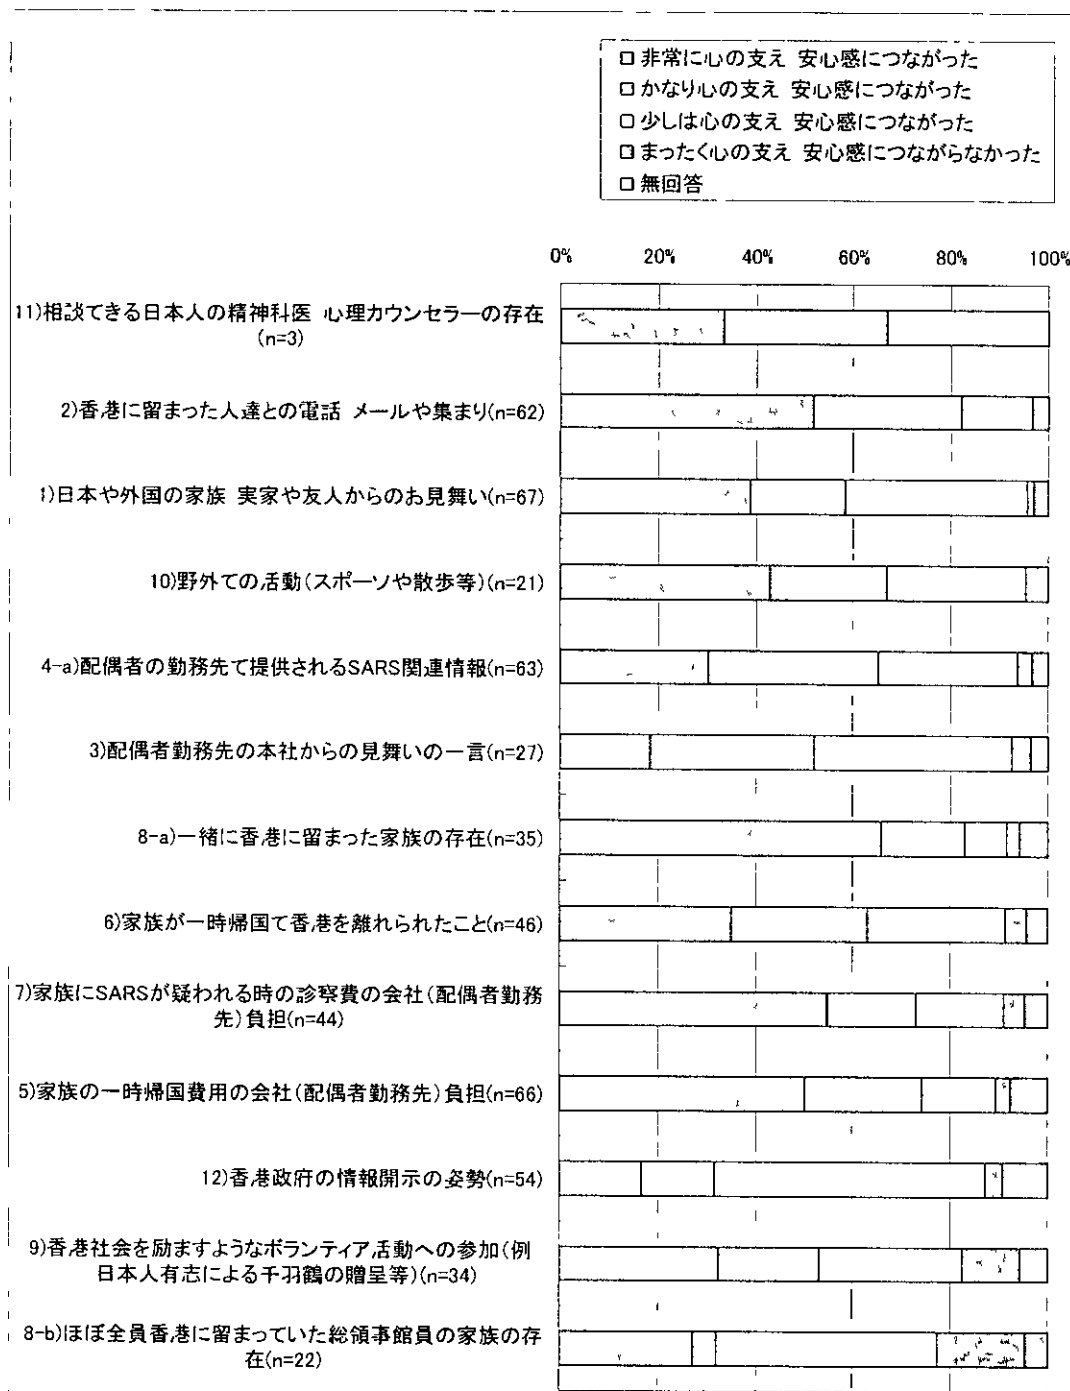 □非常に心の支え 安心感につながった
□かなり心の支え 安心感につながった
□少しは心の支え 安心感につながった
□まったく心の支え 安心感につながらなかった
□無回答
0% 20% 40% 60% 80% 100%
11)相談てきる日本人の精神科医 心理カウンセラーの存在
(n=3)
2)香港に留まった人達との電話 メールや集まり(n=62)
1)日本や外国の家族 実家や友人からのお見舞い(n=67)
10)野外ての活動(スポーソや散歩等)(n=21)
4-a)配偶者の勤務先て提供されるSARS関連情報(n=63)
3)配偶者勤務先の本社からの見舞いの一言(n=27)
8-a)一緒に香港に留まった家族の存在(n=35)
6)家族が一時帰国て香港を離れられたこと(n=46)
7)家族にSARSが疑われる時の診察費の会社(配偶者勤務
先)負担(n=44)
5)家族の一時帰国費用の会社(配偶者勤務先)負担(n=66)
12)香港政府の情報開示の姿勢(n=54)
9)香港社会を励ますようなボランティア活動への参加(例
日本人有志による千羽鶴の贈呈等)(n=34)
8-b)ほぼ全員香港に留まっていた総領事館員の家族の存
在(n=22)